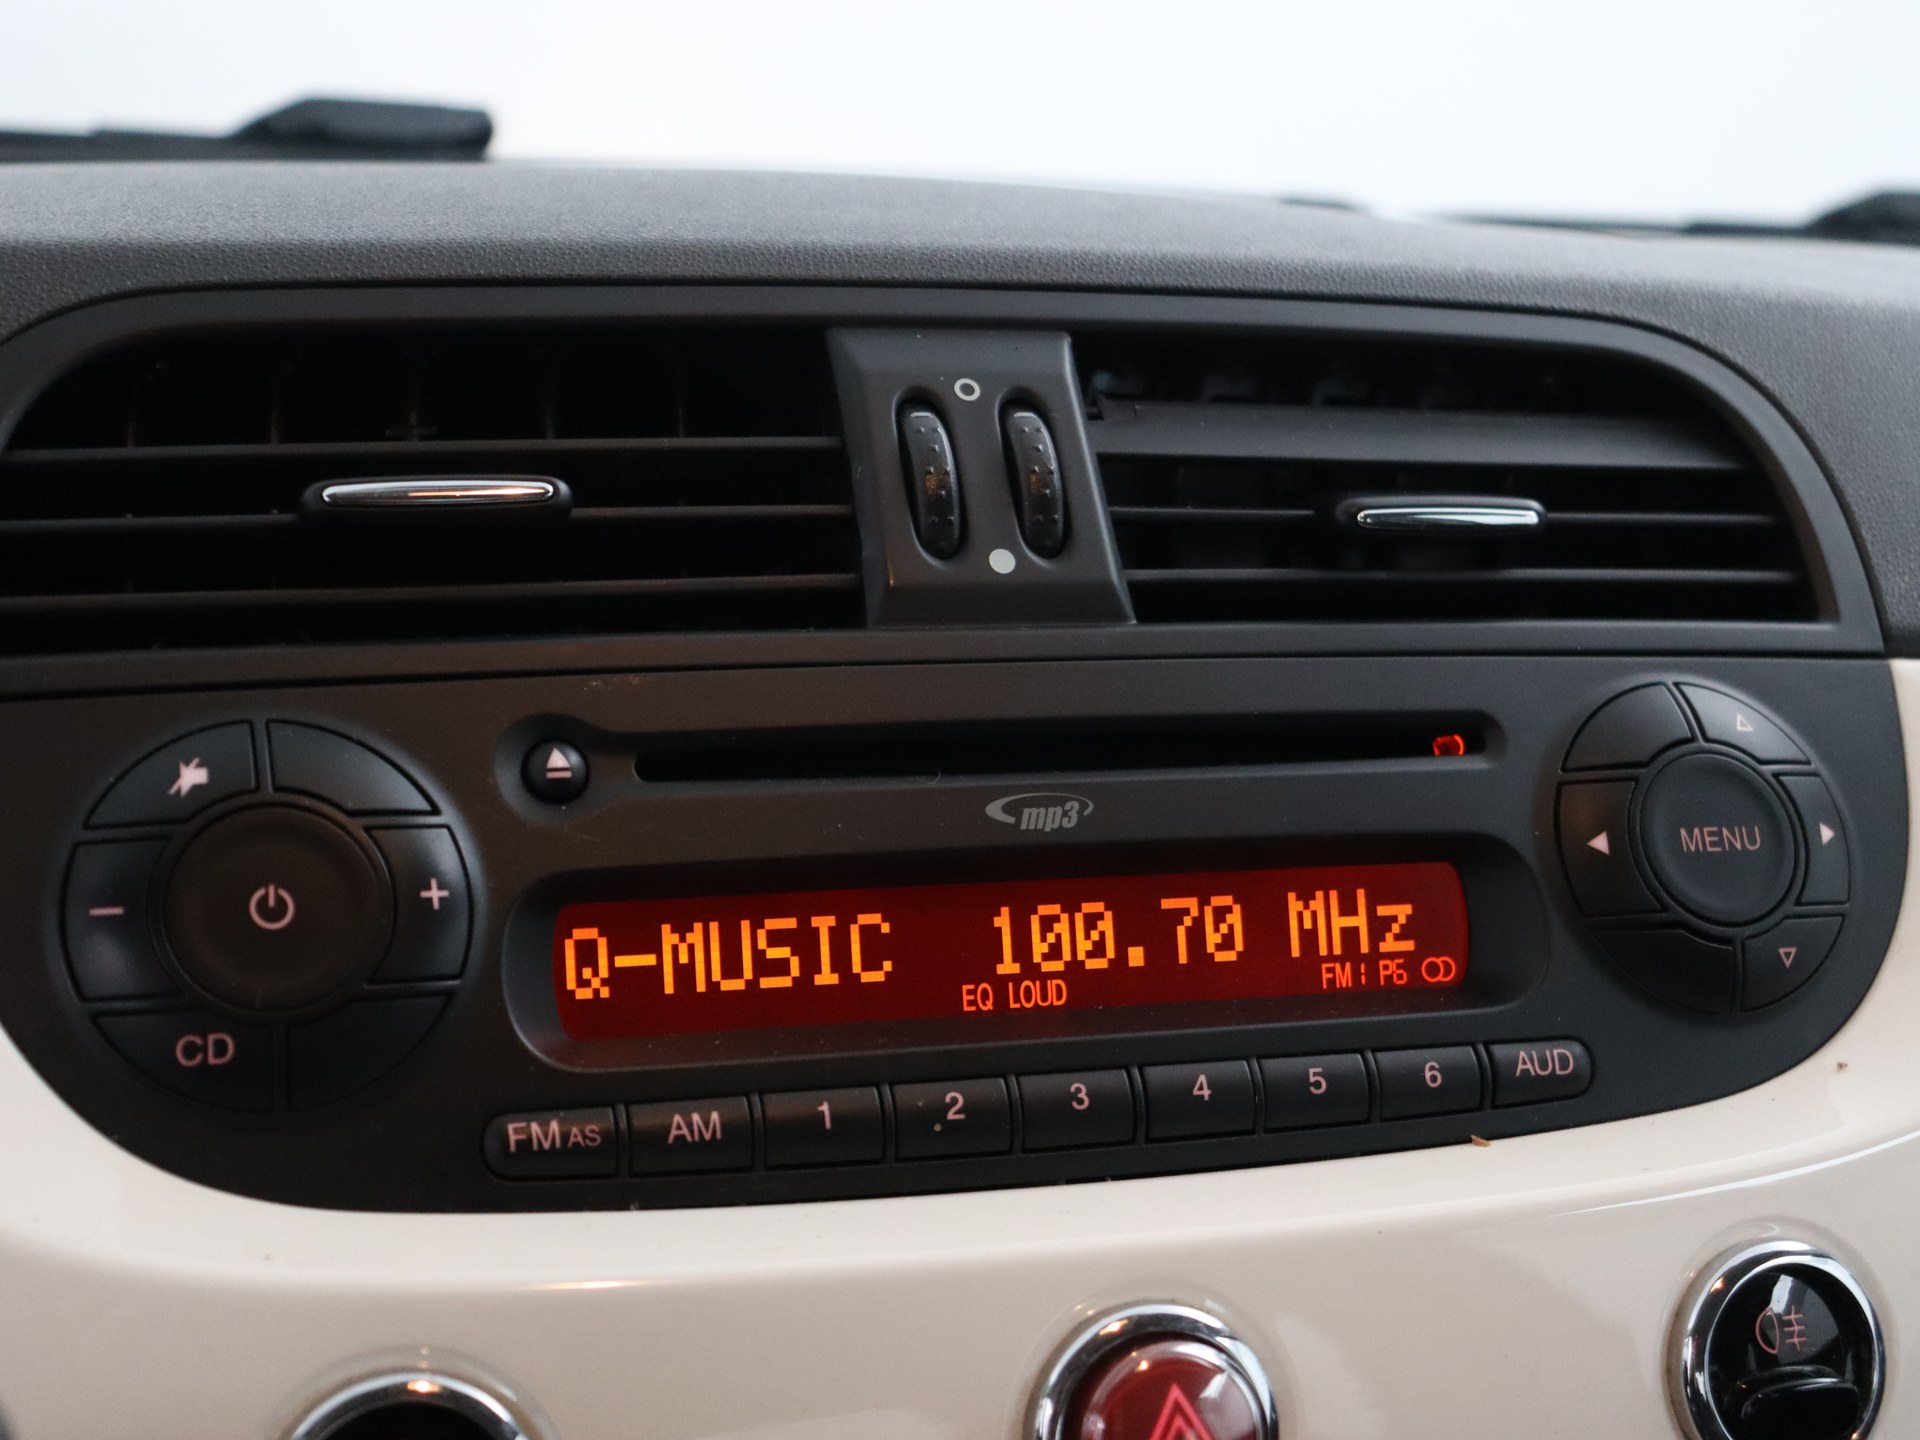 mp3
MENU
Q-MUSIC 100.70 MHz
EQ LOUD FM1 P6
CD
FM AS AM 1 2 3 4 5 6 AUD